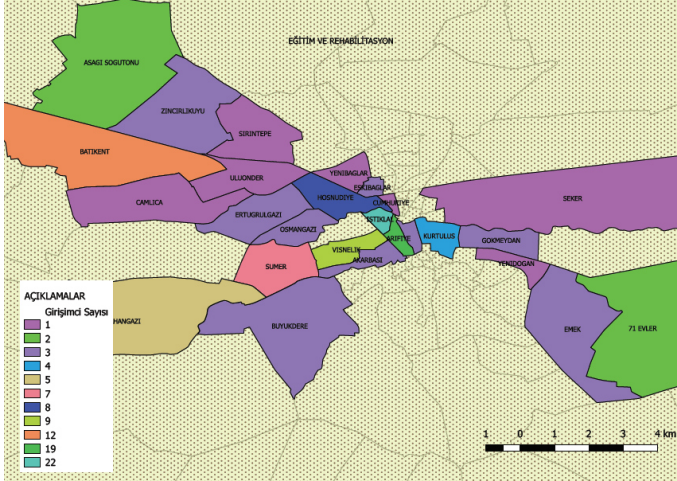 EĞİTİM VE REHABİLİTASYON
ASAGI SOGUTONU
ZINCIRLIKUYU
SIRINTEPE
BATIKENT
ULUONDER
YENIBAGLAR
ESKIBAGLAR
CAMLICA
HOSNUDIYE
CUMHURIYE
SEKER
ERTUGRULGAZI
ISTIKLAL
OSMANGAZI
ARIFIYE
KURTULUS
GOKMEYDAN
VISNELIK
AKARBASI
SUMER
YENIDOGAN
HANGAZI
BUYUKDERE
EMEK
71 EVLER
AÇIKLAMALAR
Girişimci Sayısı
1
2
3
4
5
7
8
9
12
19
22
1 0 1 2 3 4 km